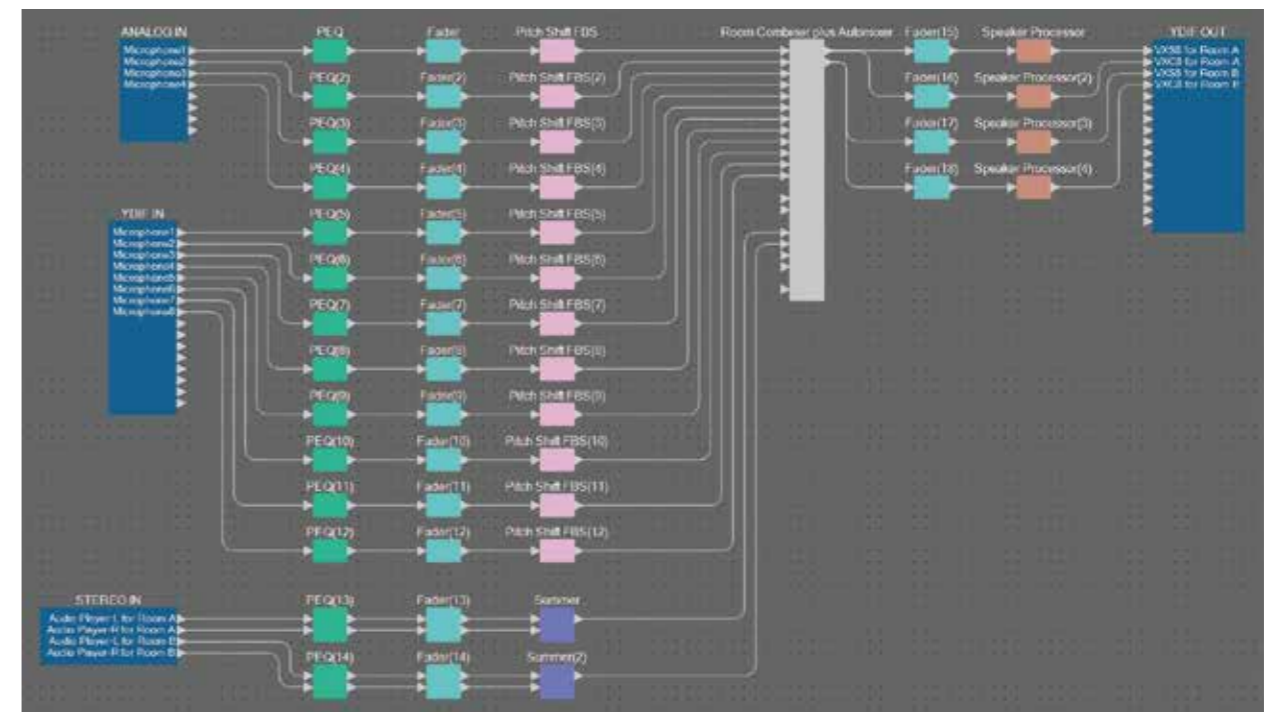 ANALOG IN
PEQ
Fader
Pitch Shift FBS
Room Combiner plus Automixer
Fader(15)
Speaker Processor
YDIF OUT
Microphone1
Microphone2
Microphone3
Microphone4
VXS8 for Room A
VXC8 for Room A
VXS8 for Room B
VXC8 for Room B
PEQ(2)
Fader(2)
Pitch Shift FBS(2)
Fader(16)
Speaker Processor(2)
PEQ(3)
Fader(3)
Pitch Shift FBS(3)
Fader(17)
Speaker Processor(3)
PEQ(4)
Fader(4)
Pitch Shift FBS(4)
Fader(18)
Speaker Processor(4)
YDIF IN
PEQ(5)
Fader(5)
Pitch Shift FBS(5)
Microphone1
Microphone2
Microphone3
Microphone4
Microphone5
Microphone6
Microphone7
Microphone8
PEQ(6)
Fader(6)
Pitch Shift FBS(6)
PEQ(7)
Fader(7)
Pitch Shift FBS(7)
PEQ(8)
Fader(8)
Pitch Shift FBS(8)
PEQ(9)
Fader(9)
Pitch Shift FBS(9)
PEQ(10)
Fader(10)
Pitch Shift FBS(10)
PEQ(11)
Fader(11)
Pitch Shift FBS(11)
PEQ(12)
Fader(12)
Pitch Shift FBS(12)
STEREO IN
PEQ(13)
Fader(13)
Summer
Audio Player-L for Room A
Audio Player-R for Room A
Audio Player-L for Room B
Audio Player-R for Room B
PEQ(14)
Fader(14)
Summer(2)